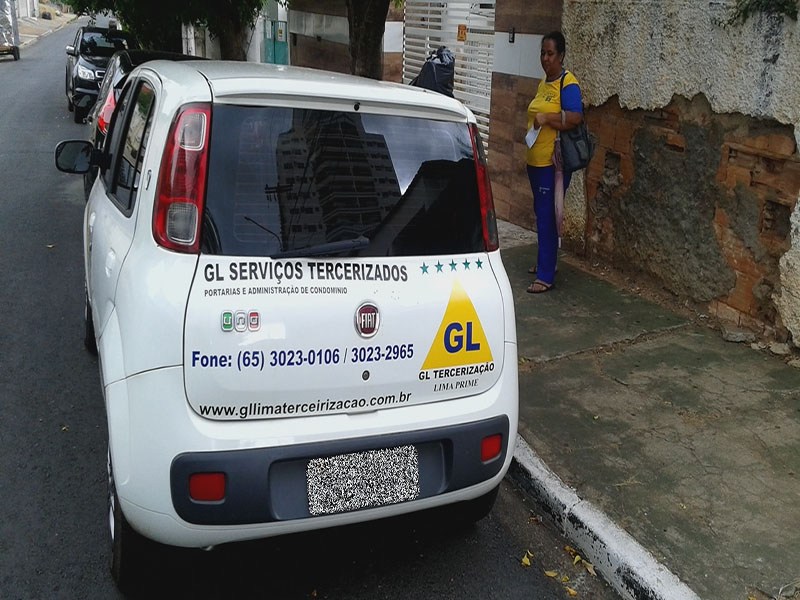 GL SERVIÇOS TERCERIZADOS
PORTARIAS E ADMINISTRAÇÃO DE CONDOMINIO
uno
FIAT
Fone: (65) 3023-0106 / 3023-2965
GL
GL TERCERIZAÇÃO
LIMA PRIME
www.gllimaterceirizacao.com.br